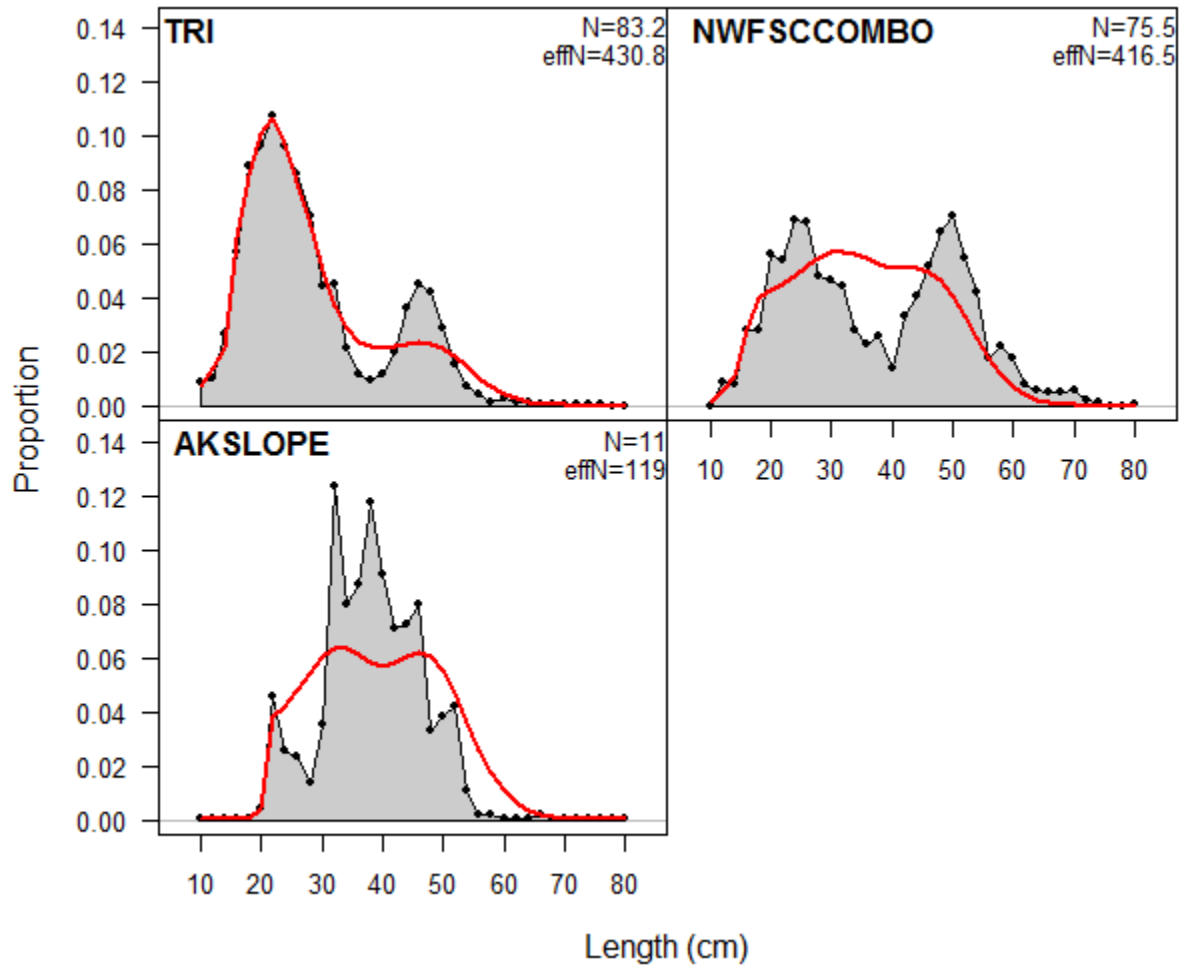 TRI
N=83.2
effN=430.8
NWFSCCOMBO
N=75.5
effN=416.5
0.14
0.12
0.10
0.08
0.06
0.04
0.02
0.00
10 20 30 40 50 60 70 80
AKSLOPE
N=11
effN=119
0.14
0.12
0.10
0.08
0.06
0.04
0.02
0.00
10 20 30 40 50 60 70 80
Proportion
Length (cm)